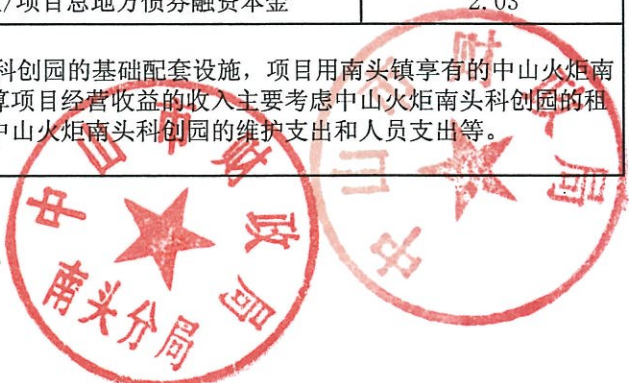 /项目总地方债券融资本金 2.03
科创园的基础配套设施，项目用南头镇享有的中山火炬南
算项目经营收益的收入主要考虑中山火炬南头科创园的租
中山火炬南头科创园的维护支出和人员支出等。
中山市财政局
中山市财政局
南头分局